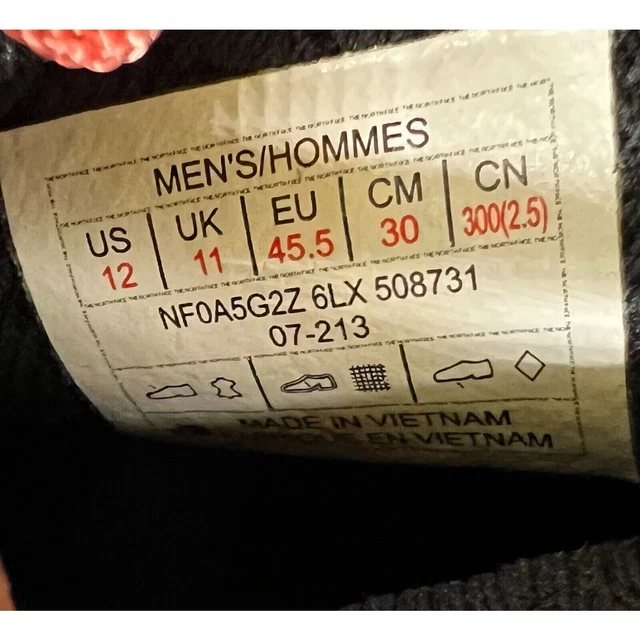 MEN'S/HOMMES
US UK EU CM CN
12 11 45.5 30 300(2.5)
NF0A5G2Z 6LX 508731
07-213
MADE IN VIETNAM
EN VIETNAM